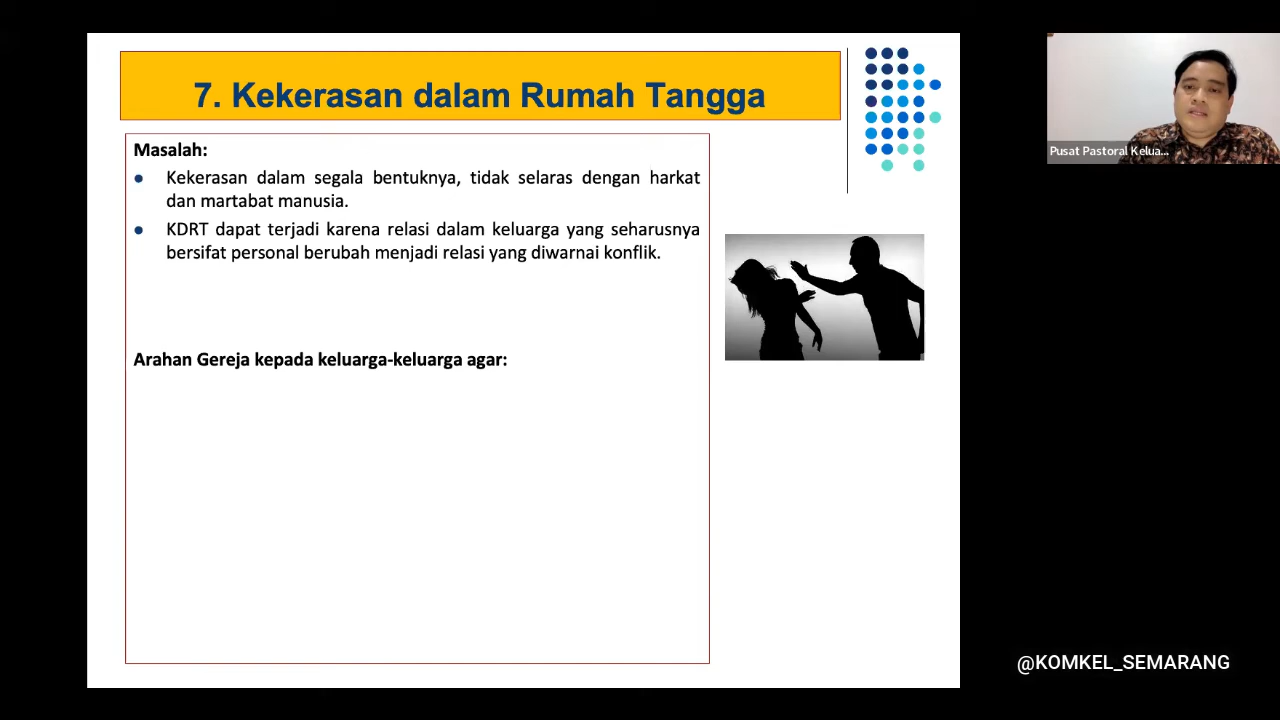 7. Kekerasan dalam Rumah Tangga
Masalah:
Kekerasan dalam segala bentuknya, tidak selaras dengan harkat
dan martabat manusia.
KDRT dapat terjadi karena relasi dalam keluarga yang seharusnya
bersifat personal berubah menjadi relasi yang diwarnai konflik.
Arahan Gereja kepada keluarga-keluarga agar:
Pusat Pastoral Kelua...
@KOMKEL_SEMARANG